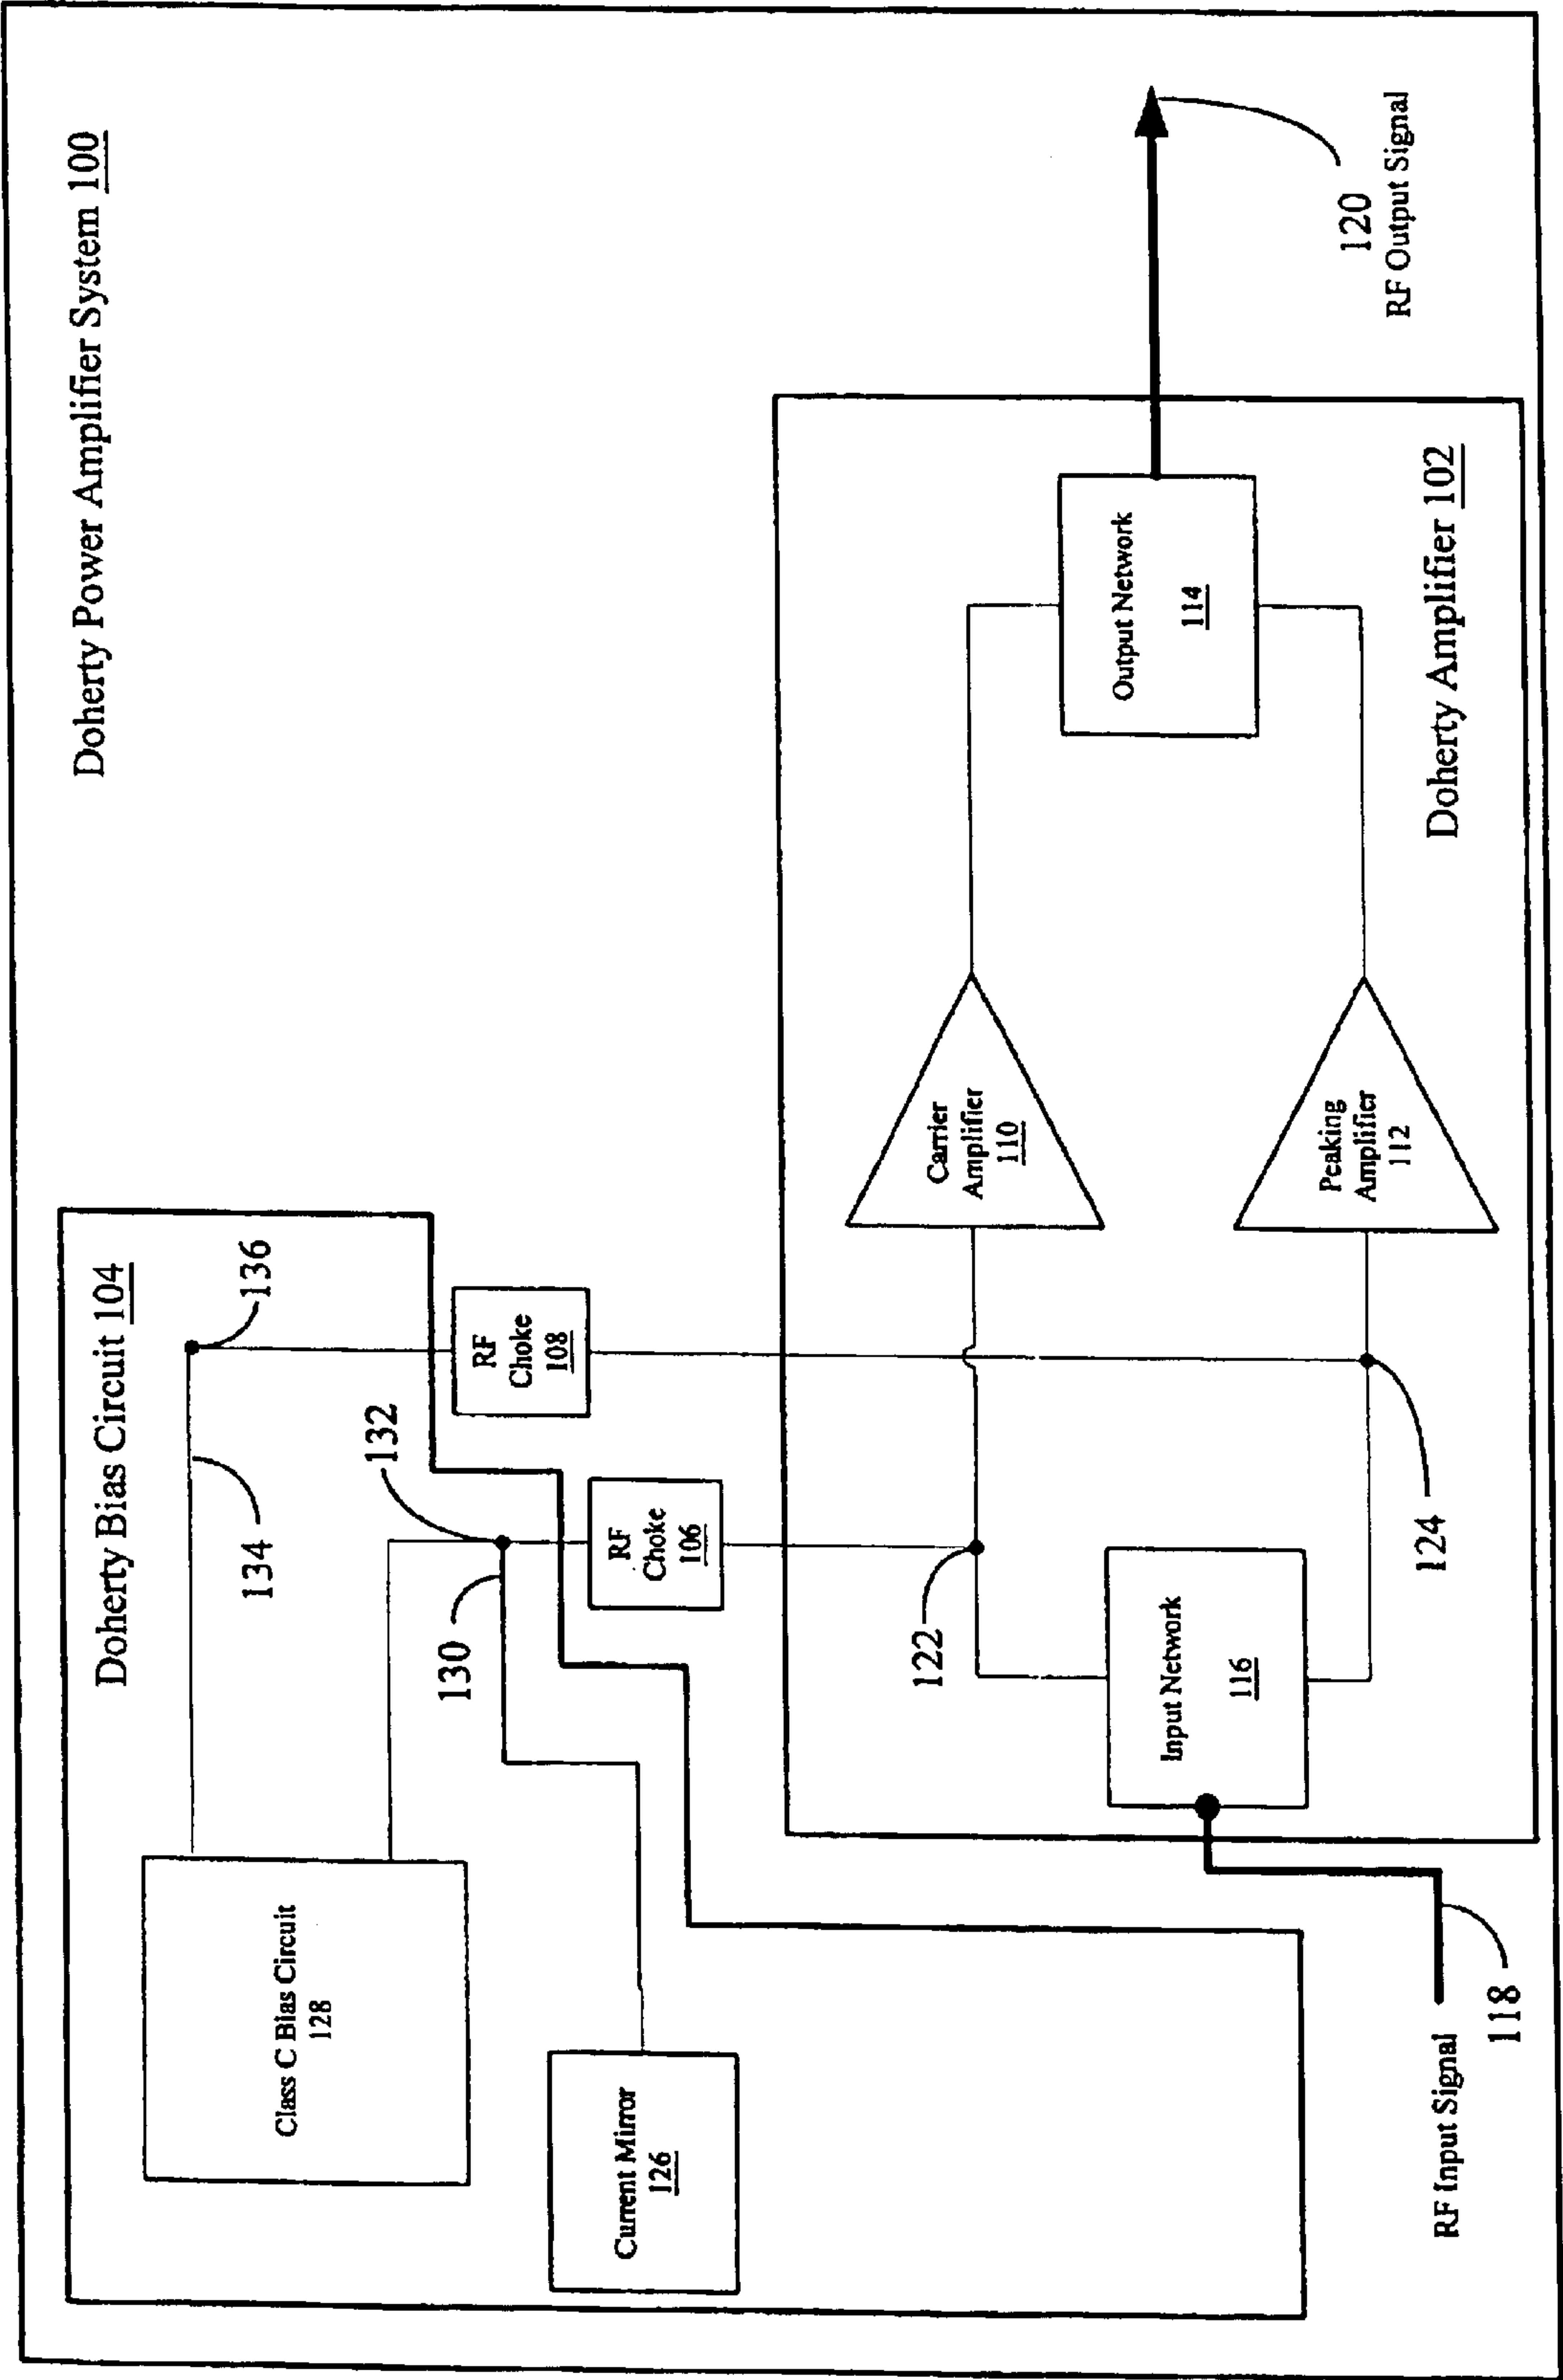 Doherty Power Amplifier System 100
Doherty Bias Circuit 104
136
134
Class C Bias Circuit
128
132
130
RF
Choke
108
RF
Choke
106
Current Mirror
126
122
Carrier
Amplifier
110
Output Network
114
Input Network
116
Peaking
Amplifier
112
120
RF Output Signal
124
Doherty Amplifier 102
RF Input Signal
118